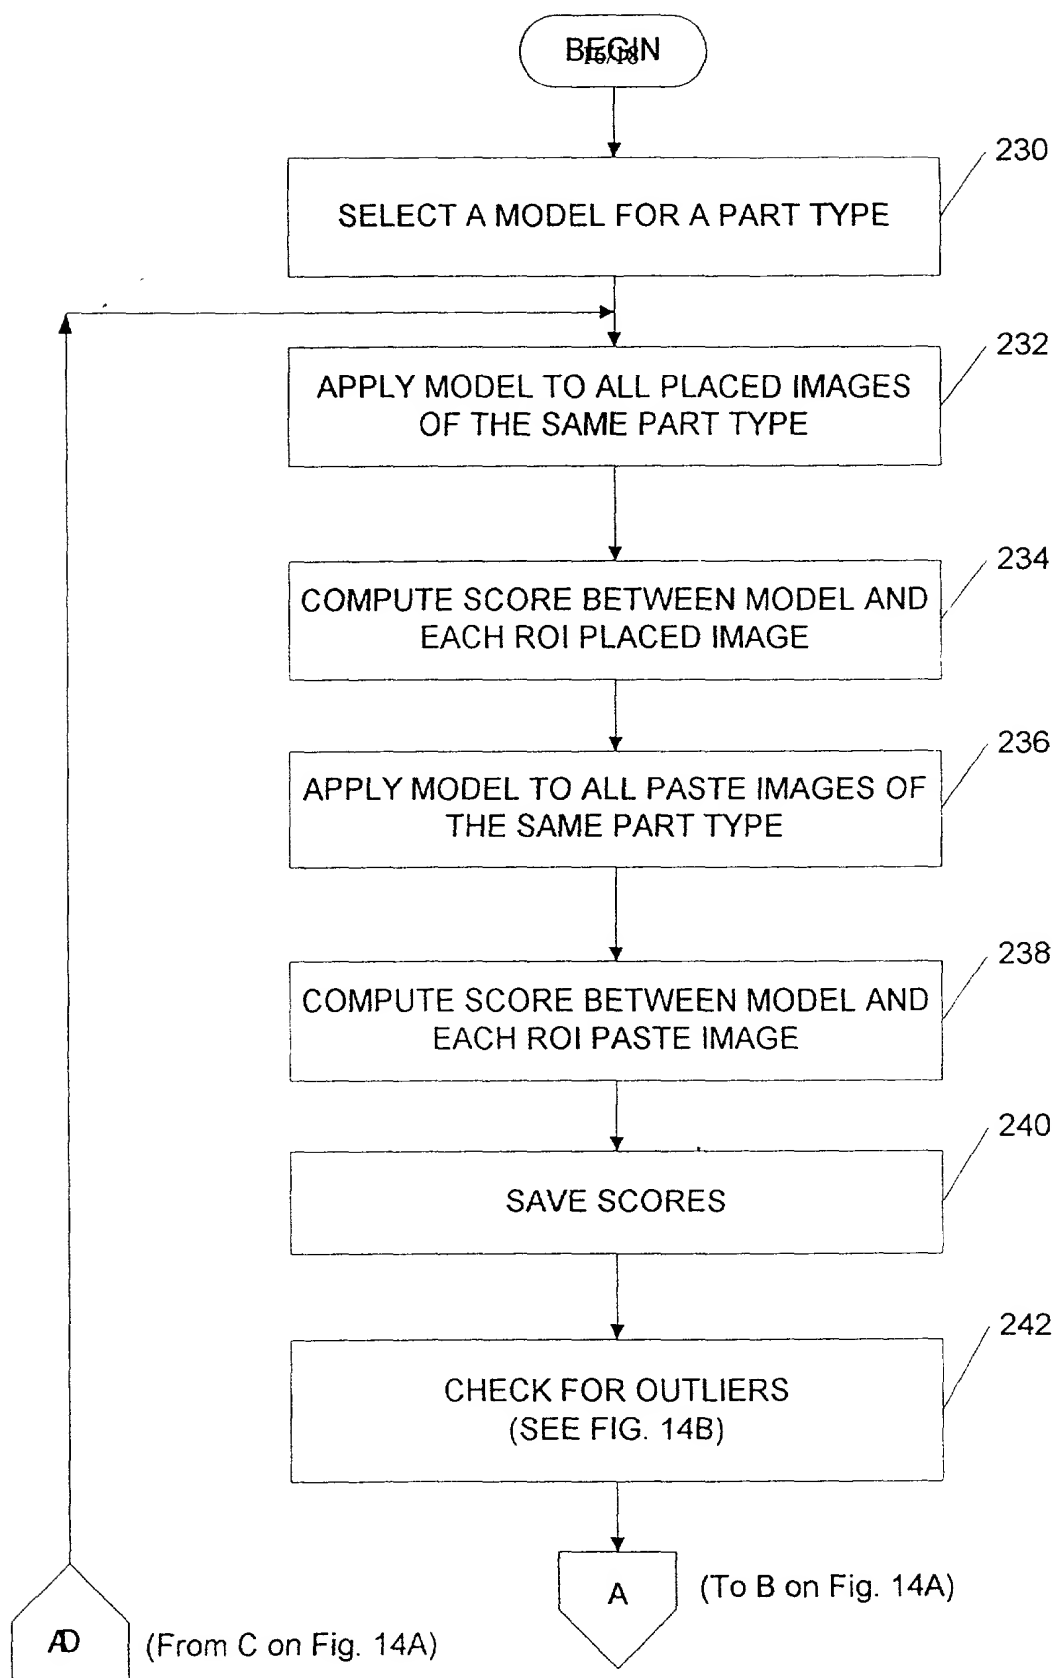 BEGIN
15/18
230
SELECT A MODEL FOR A PART TYPE
232
APPLY MODEL TO ALL PLACED IMAGES
OF THE SAME PART TYPE
234
COMPUTE SCORE BETWEEN MODEL AND
EACH ROI PLACED IMAGE
236
APPLY MODEL TO ALL PASTE IMAGES OF
THE SAME PART TYPE
238
COMPUTE SCORE BETWEEN MODEL AND
EACH ROI PASTE IMAGE
240
SAVE SCORES
242
CHECK FOR OUTLIERS
(SEE FIG. 14B)
A
(To B on Fig. 14A)
(From C on Fig. 14A)